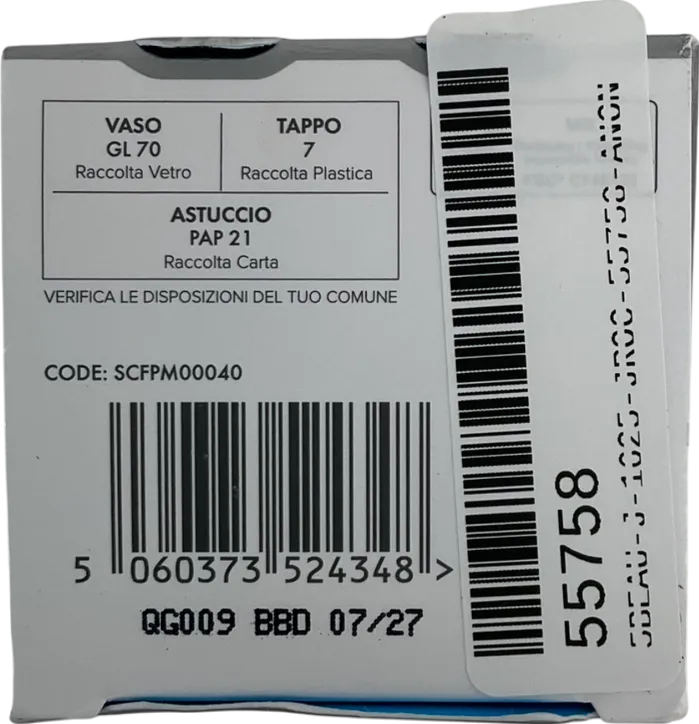 VASO
GL 70
Raccolta Vetro
TAPPO
7
Raccolta Plastica
ASTUCCIO
PAP 21
Raccolta Carta
VERIFICA LE DISPOSIZIONI DEL TUO COMUNE
CODE: SCFPM00040
5 060373 524348 >
QG009 BBD 07/27
55758